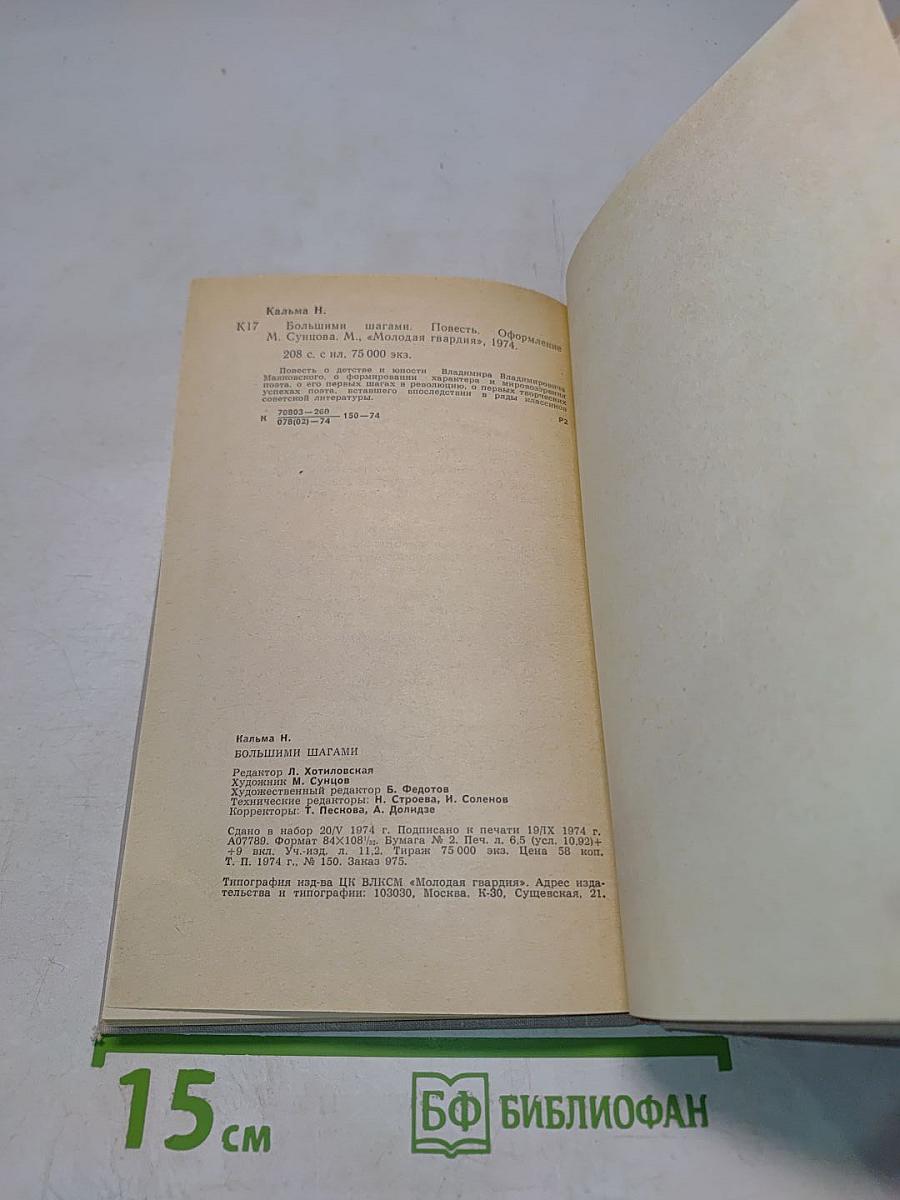 Кальма Н.
К17 Большими шагами. Повесть. Оформление
М. Сунцова. М., «Молодая гвардия», 1974.
208 с. с ил. 75 000 экз.
Повесть о детстве и юности Владимира Владимировича
Маяковского, о формировании характера и мировоззрения
поэта, о его первых шагах в революцию, о первых творческих
успехах поэта, вставшего впоследствии в ряды классиков
советской литературы.
К 70803—260
078(02)—74 150—74 Р2
Кальма Н.
БОЛЬШИМИ ШАГАМИ
Редактор Л. Хотиловская
Художник М. Сунцов
Художественный редактор Б. Федотов
Технические редакторы: Н. Строева, И. Соленов
Корректоры: Т. Пескова, А. Долидзе
Сдано в набор 20/V 1974 г. Подписано к печати 19/IX 1974 г.
А07789. Формат 84×108¹/₃₂. Бумага № 2. Печ. л. 6,5 (усл. 10,92)+
+9 вкл. Уч.-изд. л. 11,2. Тираж 75 000 экз. Цена 58 коп.
Т. П. 1974 г., № 150. Заказ 975.
Типография изд-ва ЦК ВЛКСМ «Молодая гвардия». Адрес изда-
тельства и типографии: 103030, Москва, К-30, Сущевская, 21.
15 см
БФ БИБЛИОФАН